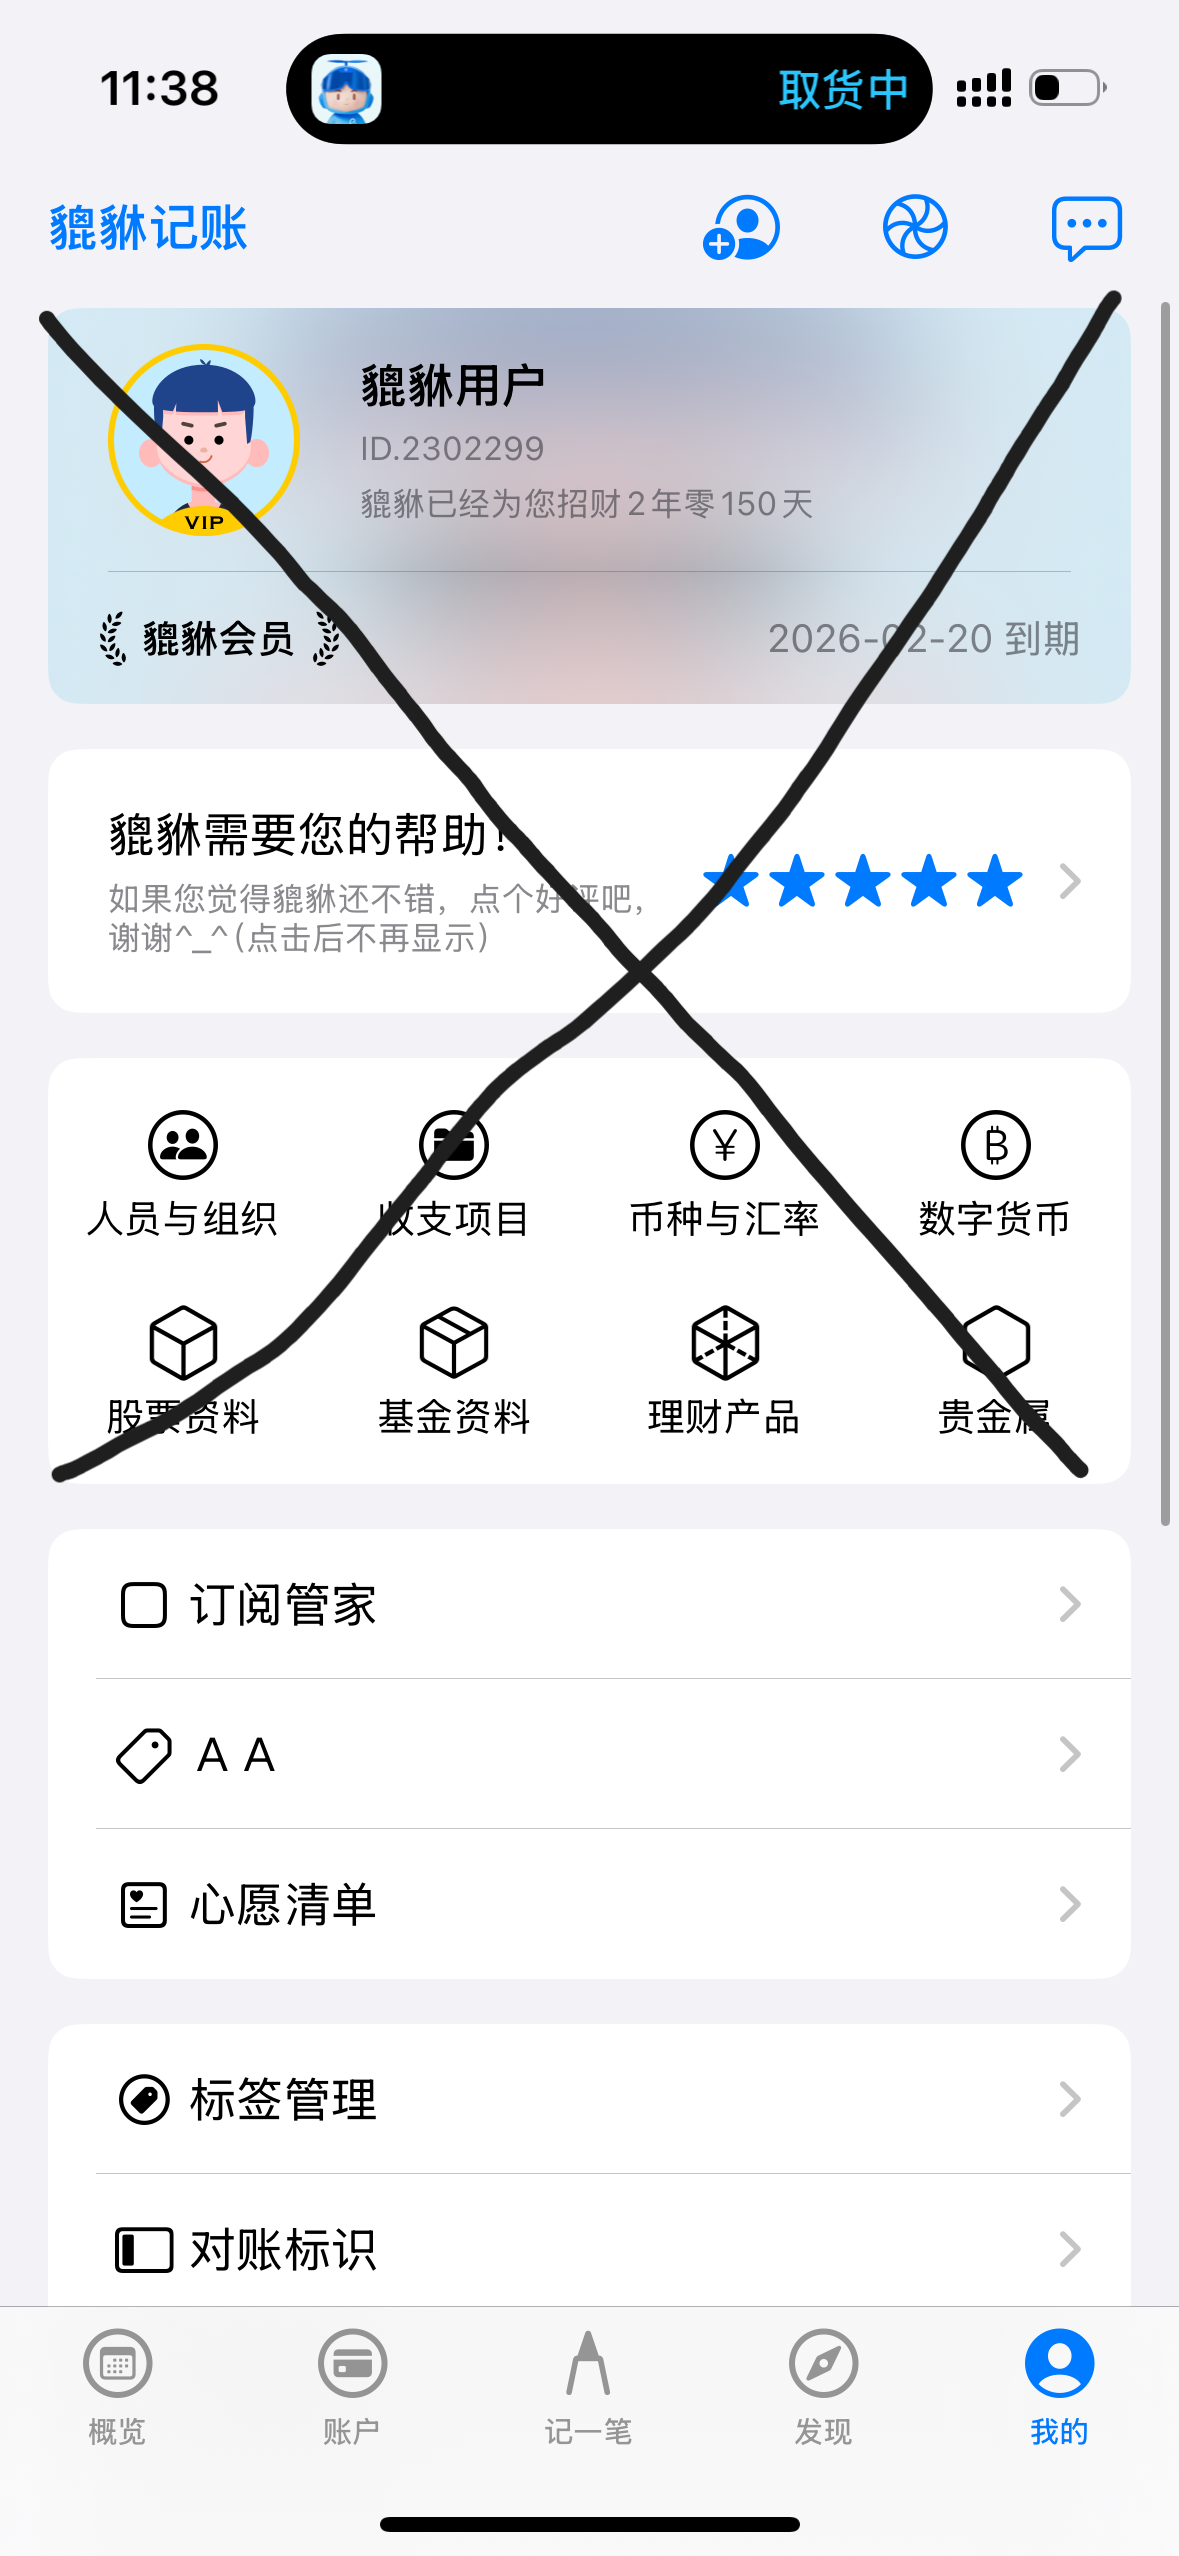 11:38
取货中
貔貅记账
貔貅用户
ID.2302299
貔貅已经为您招财2年零150天
VIP
貔貅会员
2026-02-20 到期
貔貅需要您的帮助！
如果您觉得貔貅还不错，点个好评吧，
谢谢^_^(点击后不再显示)
人员与组织 收支项目 币种与汇率 数字货币
股票资料 基金资料 理财产品 贵金属
订阅管家
A A
心愿清单
标签管理
对账标识
概览 账户 记一笔 发现 我的